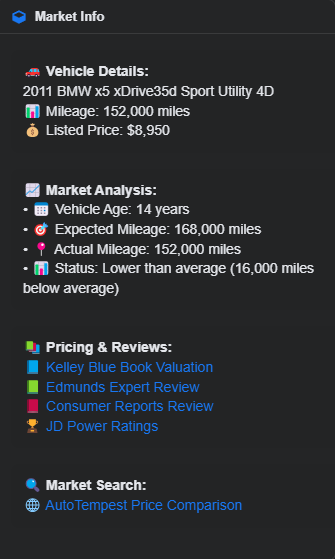 Market Info
🚗 Vehicle Details:
2011 BMW x5 xDrive35d Sport Utility 4D
📊 Mileage: 152,000 miles
💰 Listed Price: $8,950
📈 Market Analysis:
• 📅 Vehicle Age: 14 years
• 🎯 Expected Mileage: 168,000 miles
• 📍 Actual Mileage: 152,000 miles
• 📊 Status: Lower than average (16,000 miles
below average)
📚 Pricing & Reviews:
📘 Kelley Blue Book Valuation
📗 Edmunds Expert Review
📕 Consumer Reports Review
🏆 JD Power Ratings
🔍 Market Search:
🌐 AutoTempest Price Comparison